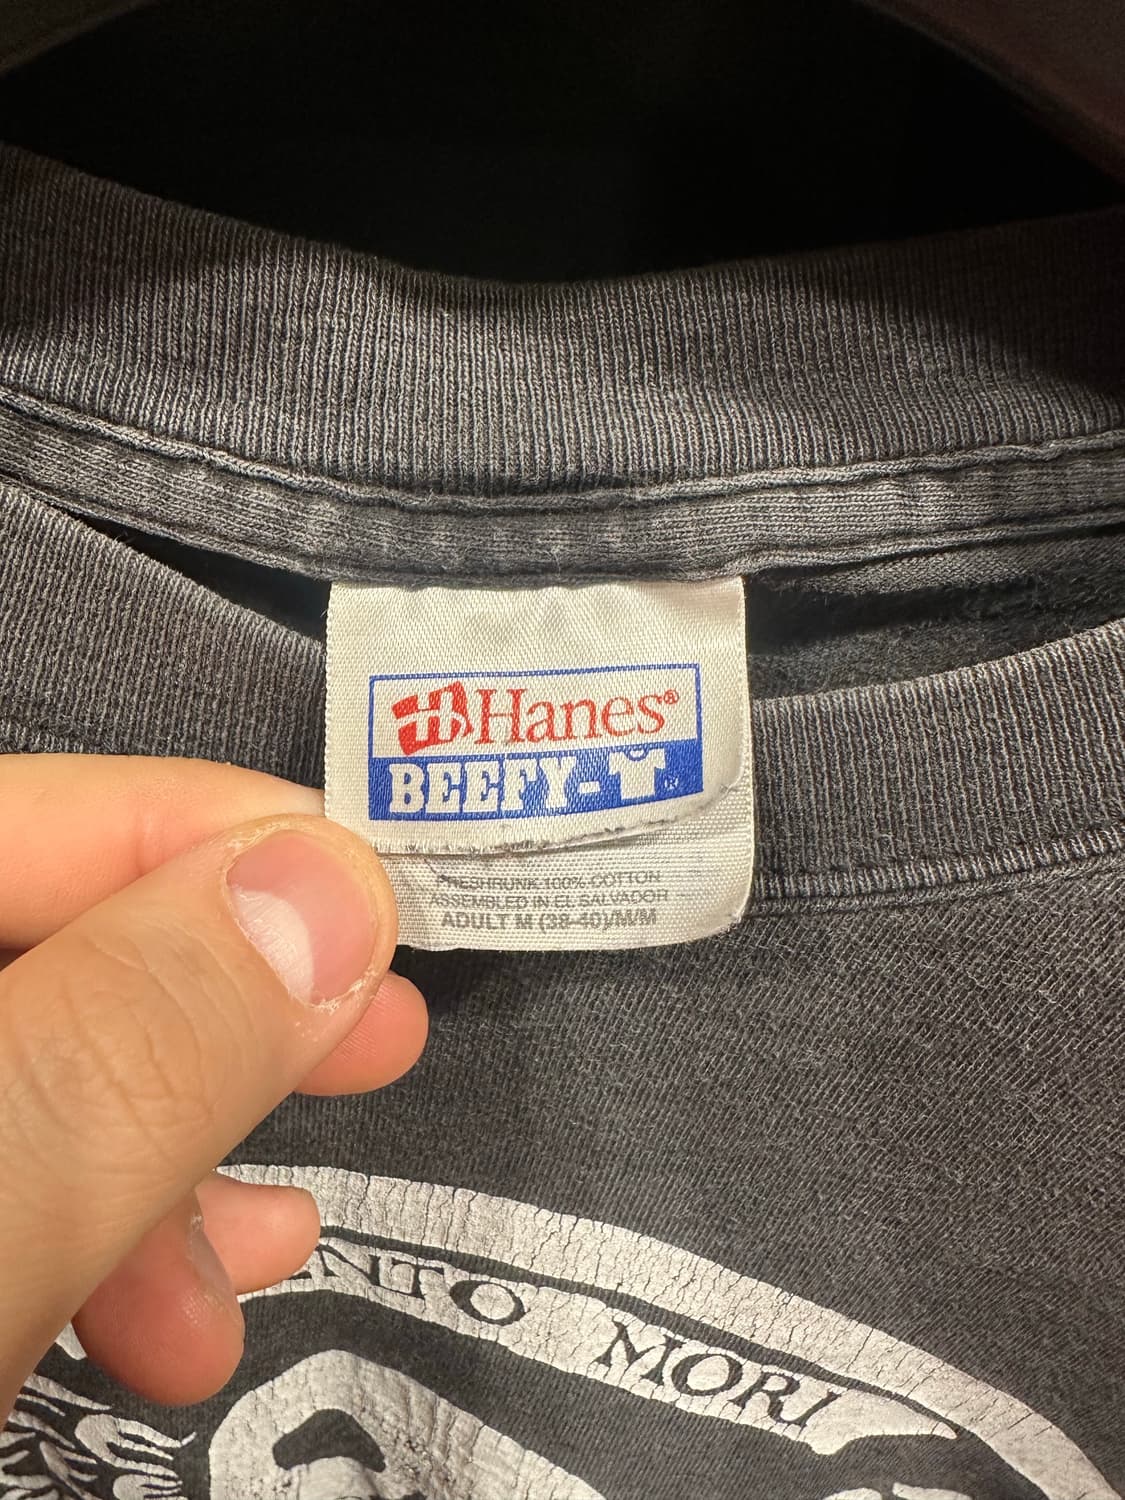 Hanes®
BEEFY-T®
PRESHRUNK 100% COTTON
ASSEMBLED IN EL SALVADOR
ADULT M (38-40)/M/M
MORI